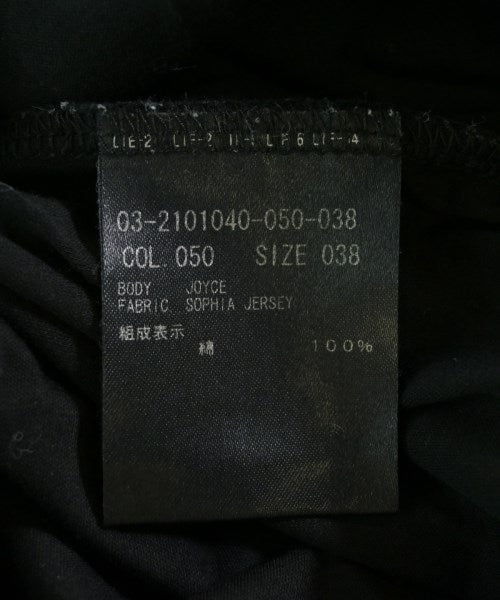 03-2101040-050-038
COL. 050 SIZE 038
BODY JOYCE
FABRIC SOPHIA JERSEY
組成表示
綿 100%